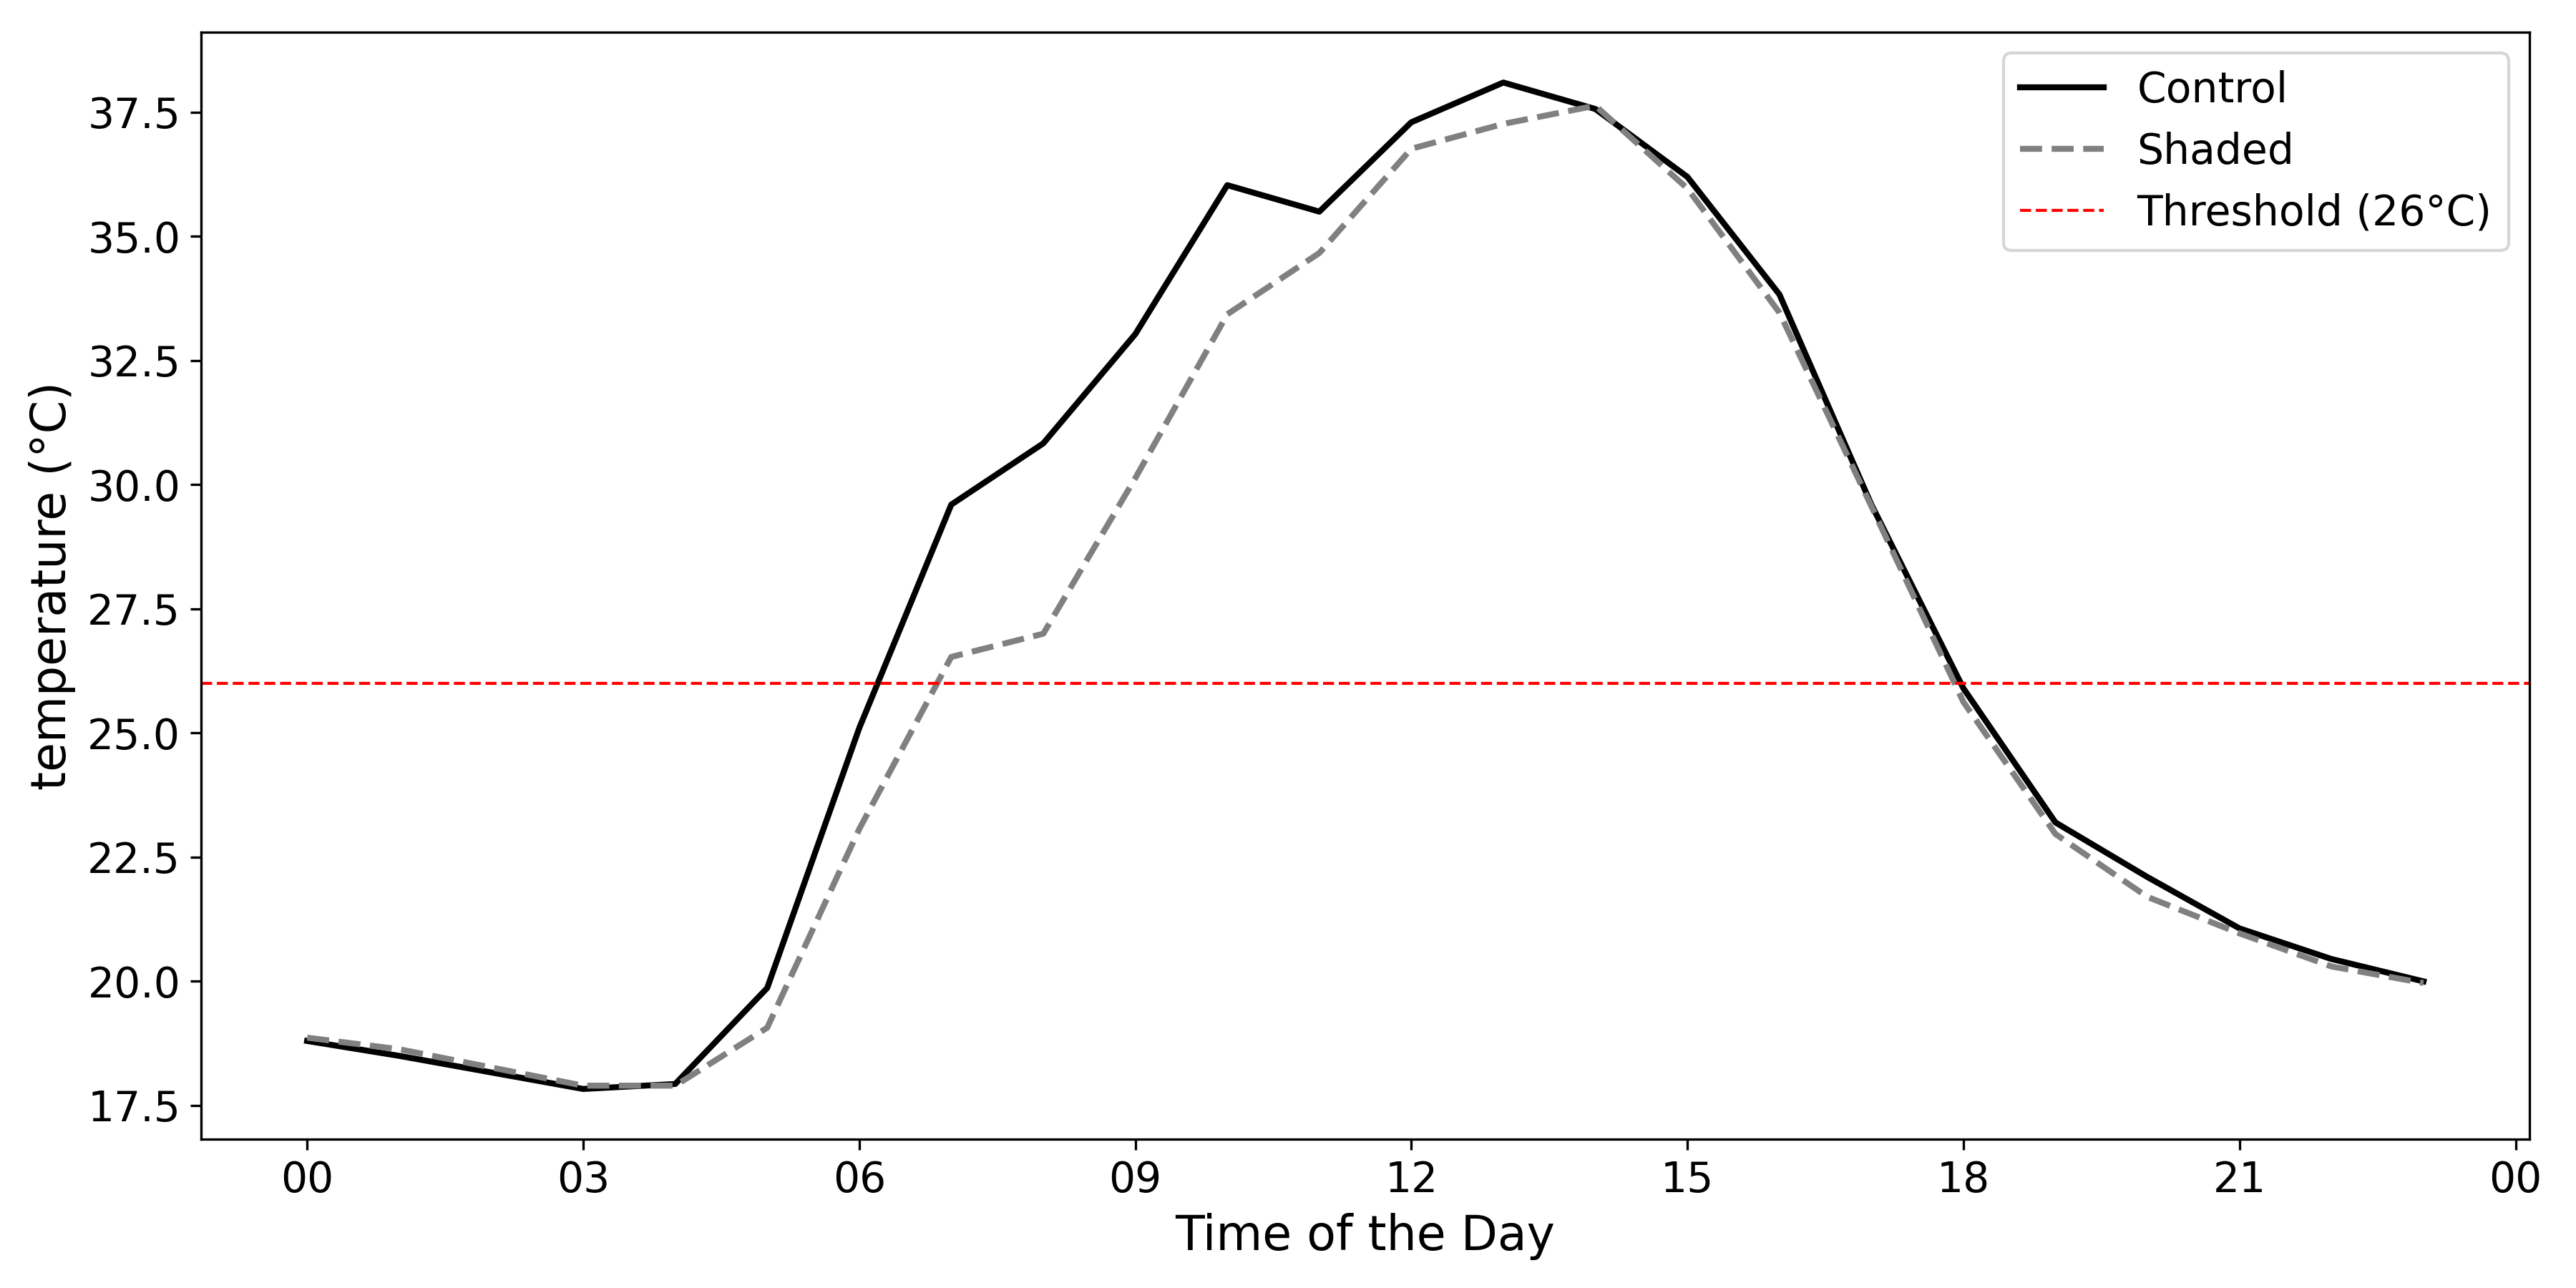 Control
Shaded
Threshold (26°C)
37.5
35.0
32.5
30.0
27.5
25.0
22.5
20.0
17.5
temperature (°C)
00 03 06 09 12 15 18 21 00
Time of the Day